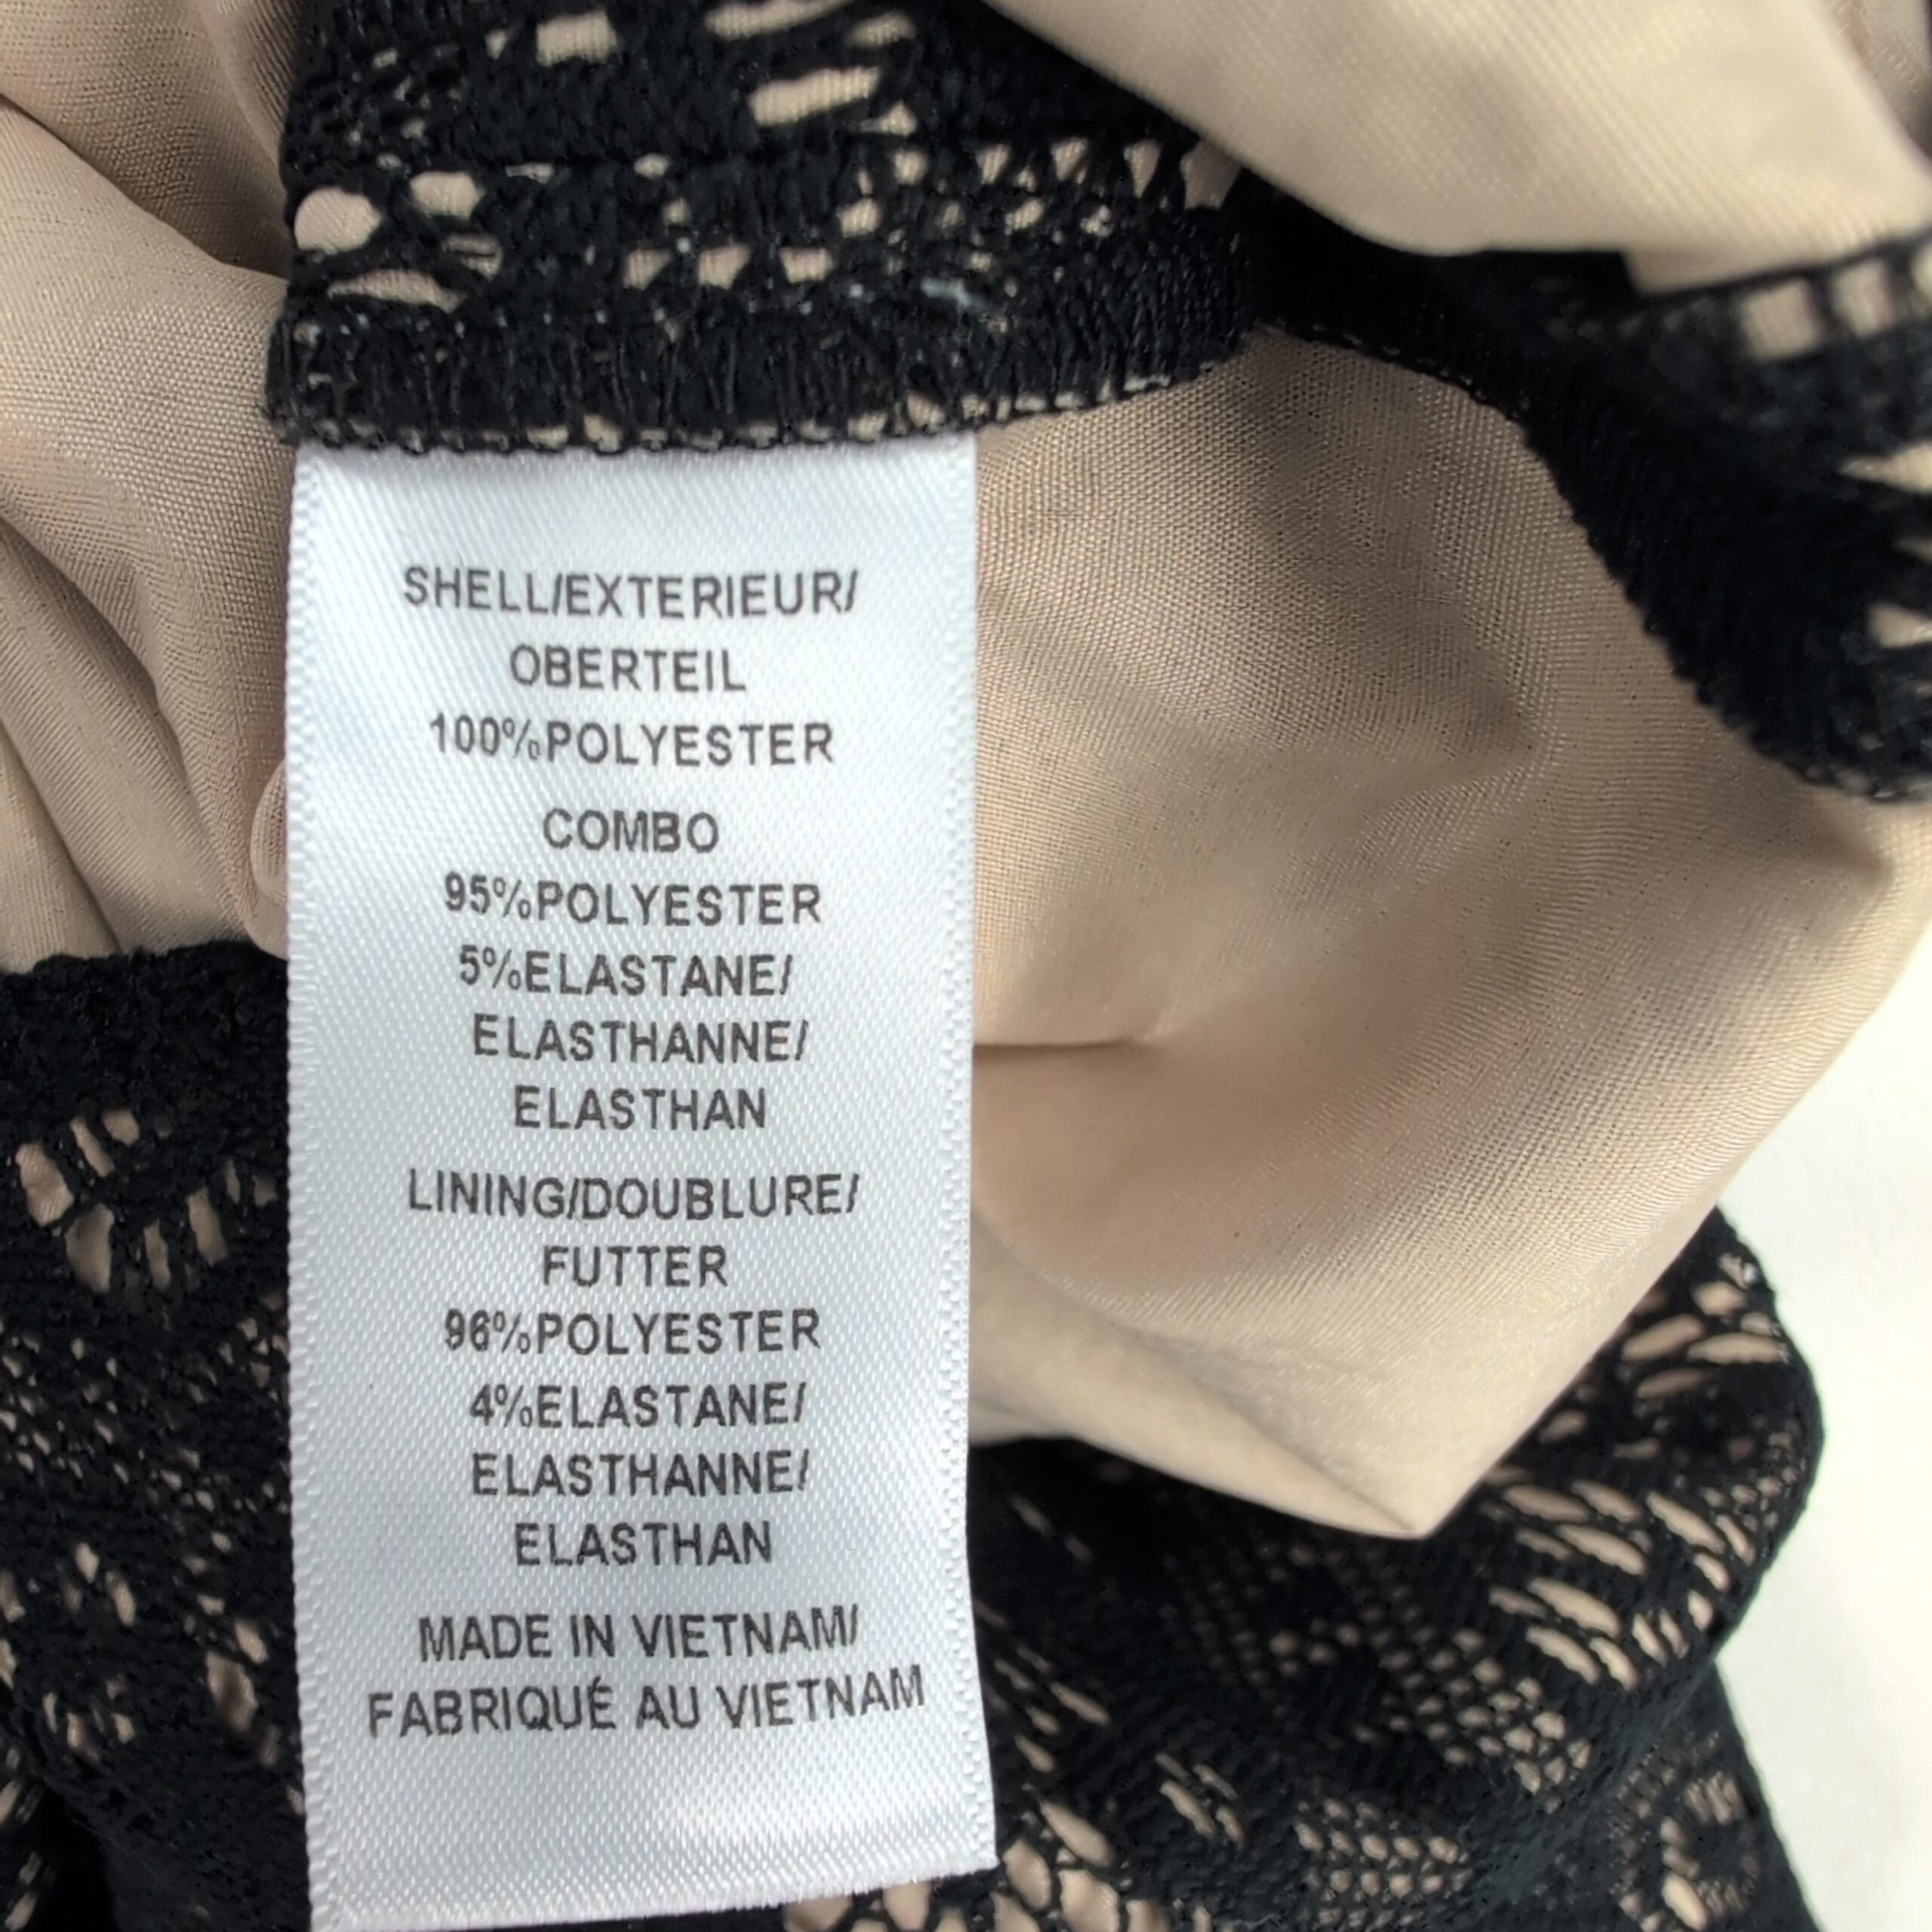 SHELL/EXTERIEUR/
OBERTEIL
100%POLYESTER
COMBO
95%POLYESTER
5%ELASTANE/
ELASTHANNE/
ELASTHAN
LINING/DOUBLURE/
FUTTER
96%POLYESTER
4%ELASTANE/
ELASTHANNE/
ELASTHAN
MADE IN VIETNAM/
FABRIQUÉ AU VIETNAM